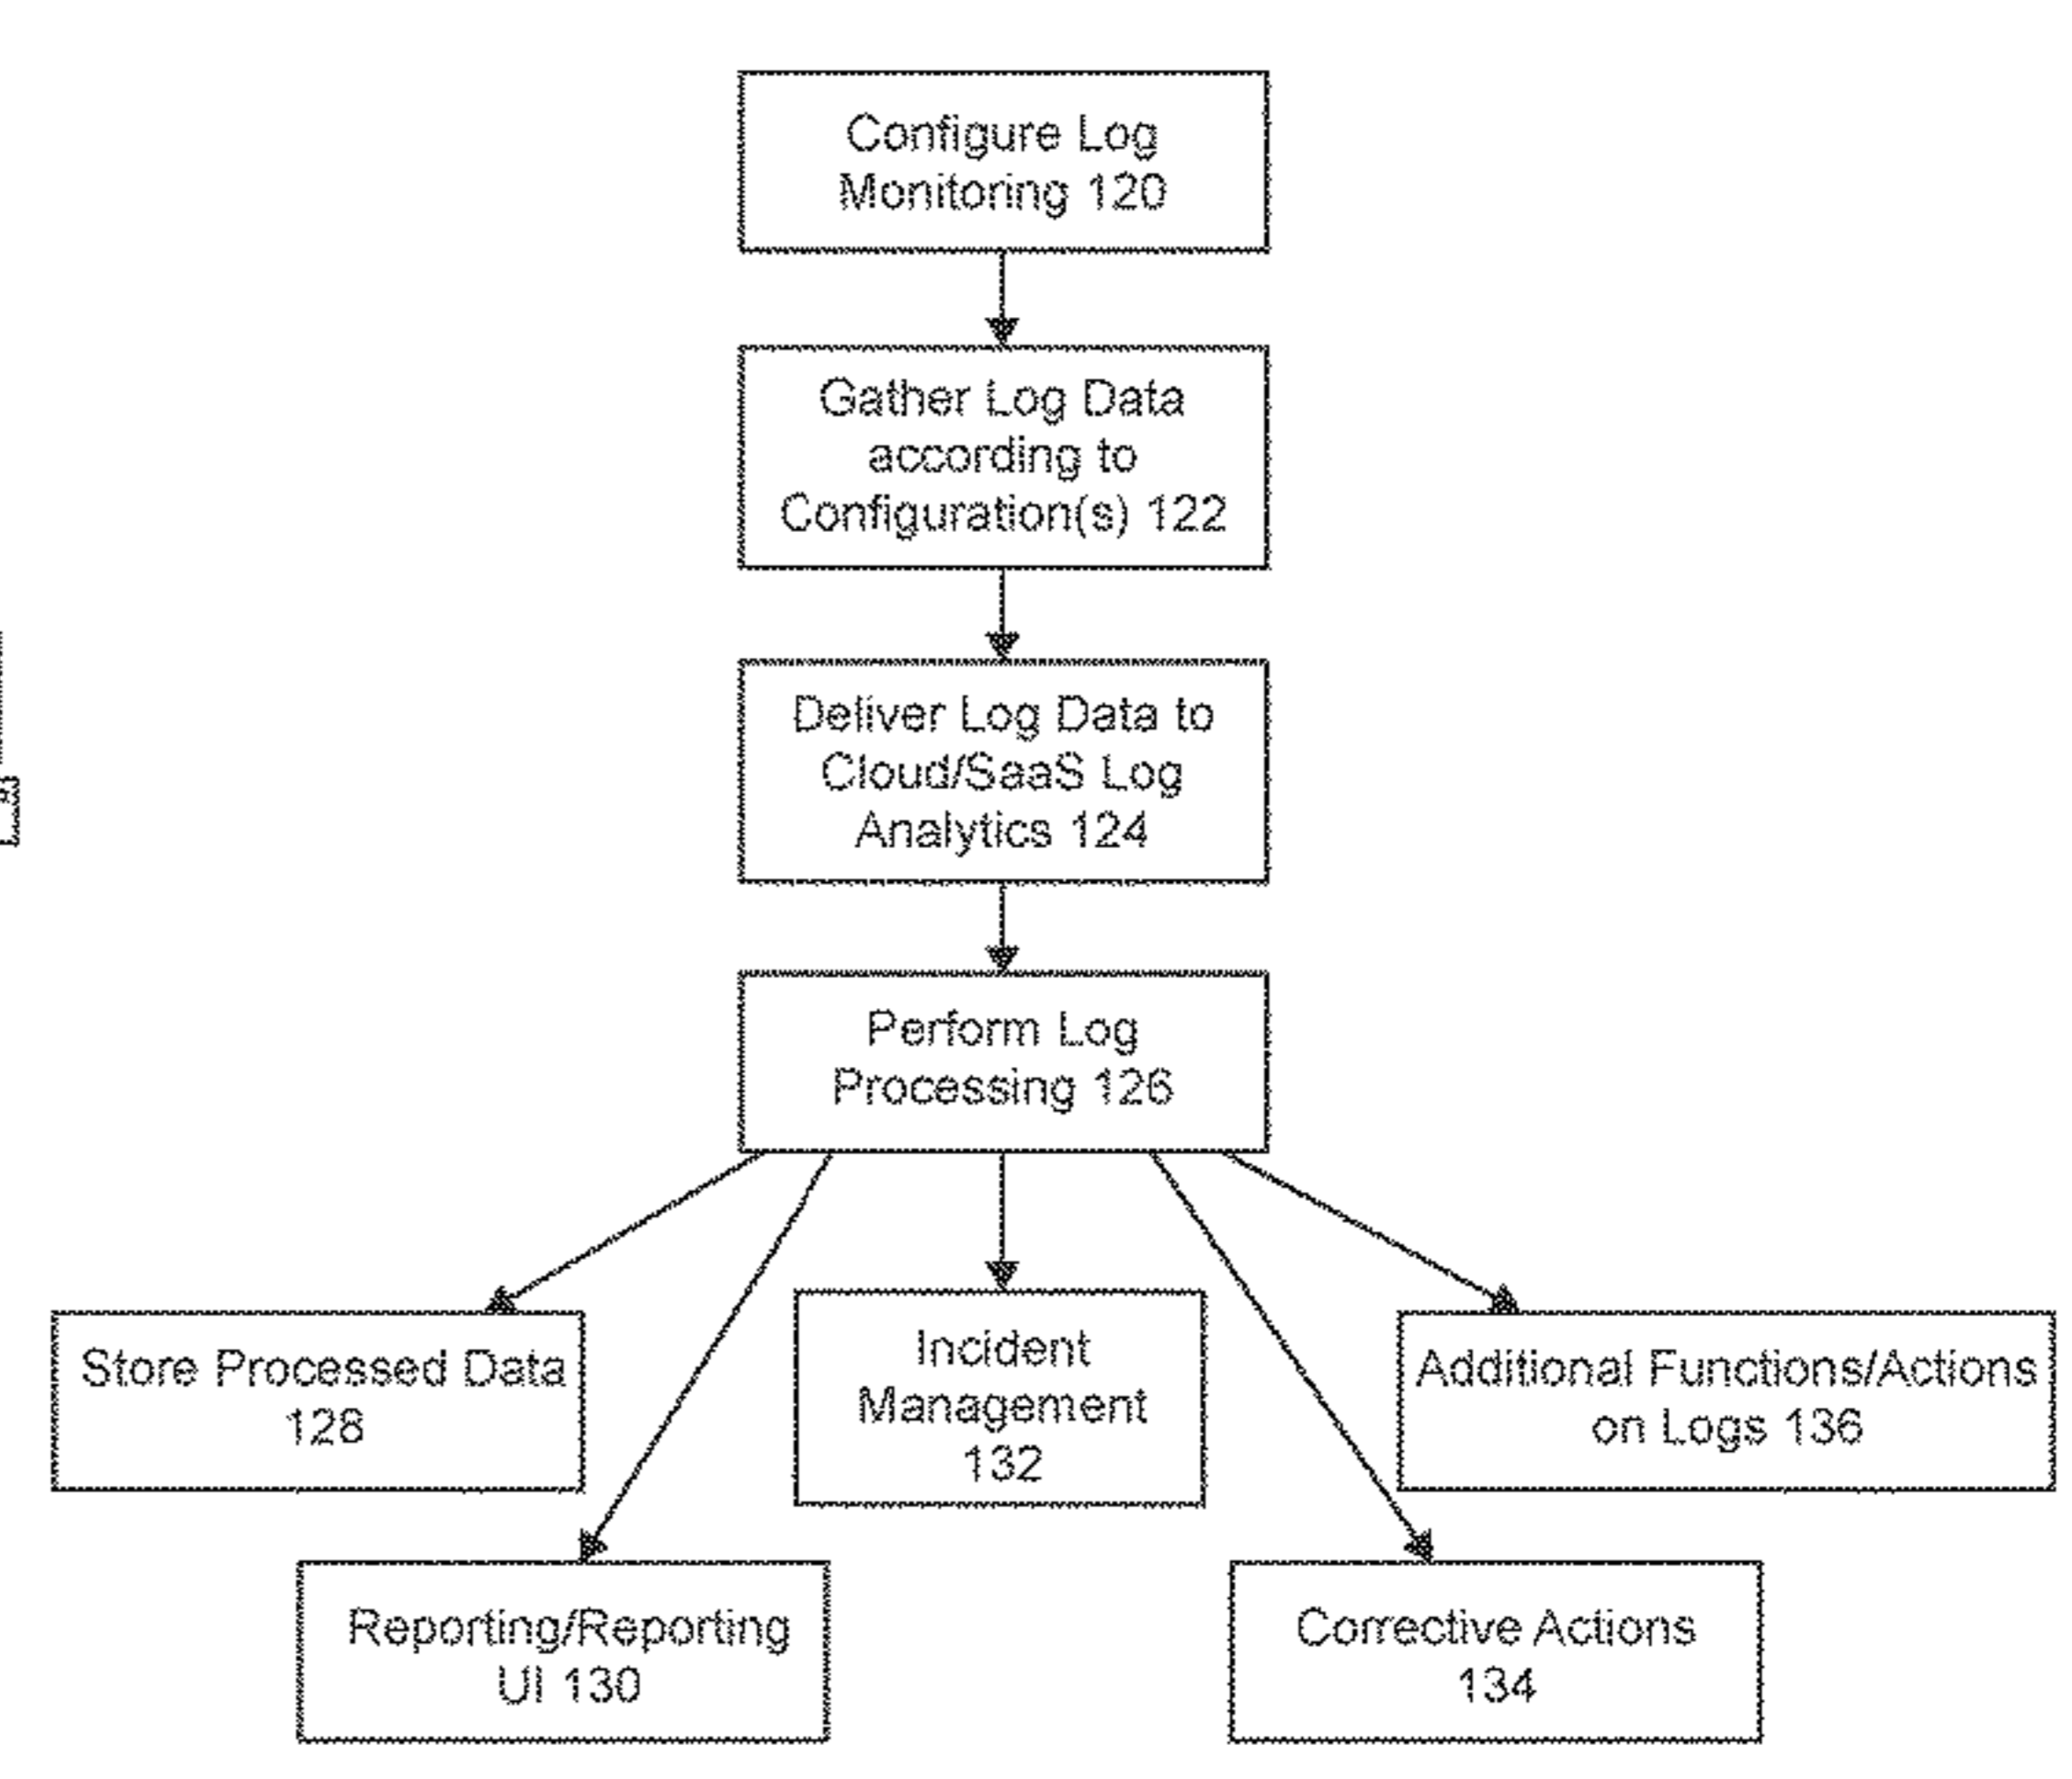 Configure Log
Monitoring 120
Gather Log Data
according to
Configuration(s) 122
Deliver Log Data to
Cloud/SaaS Log
Analytics 124
Perform Log
Processing 126
Store Processed Data
128
Incident
Management
132
Additional Functions/Actions
on Logs 136
Reporting/Reporting
UI 130
Corrective Actions
134